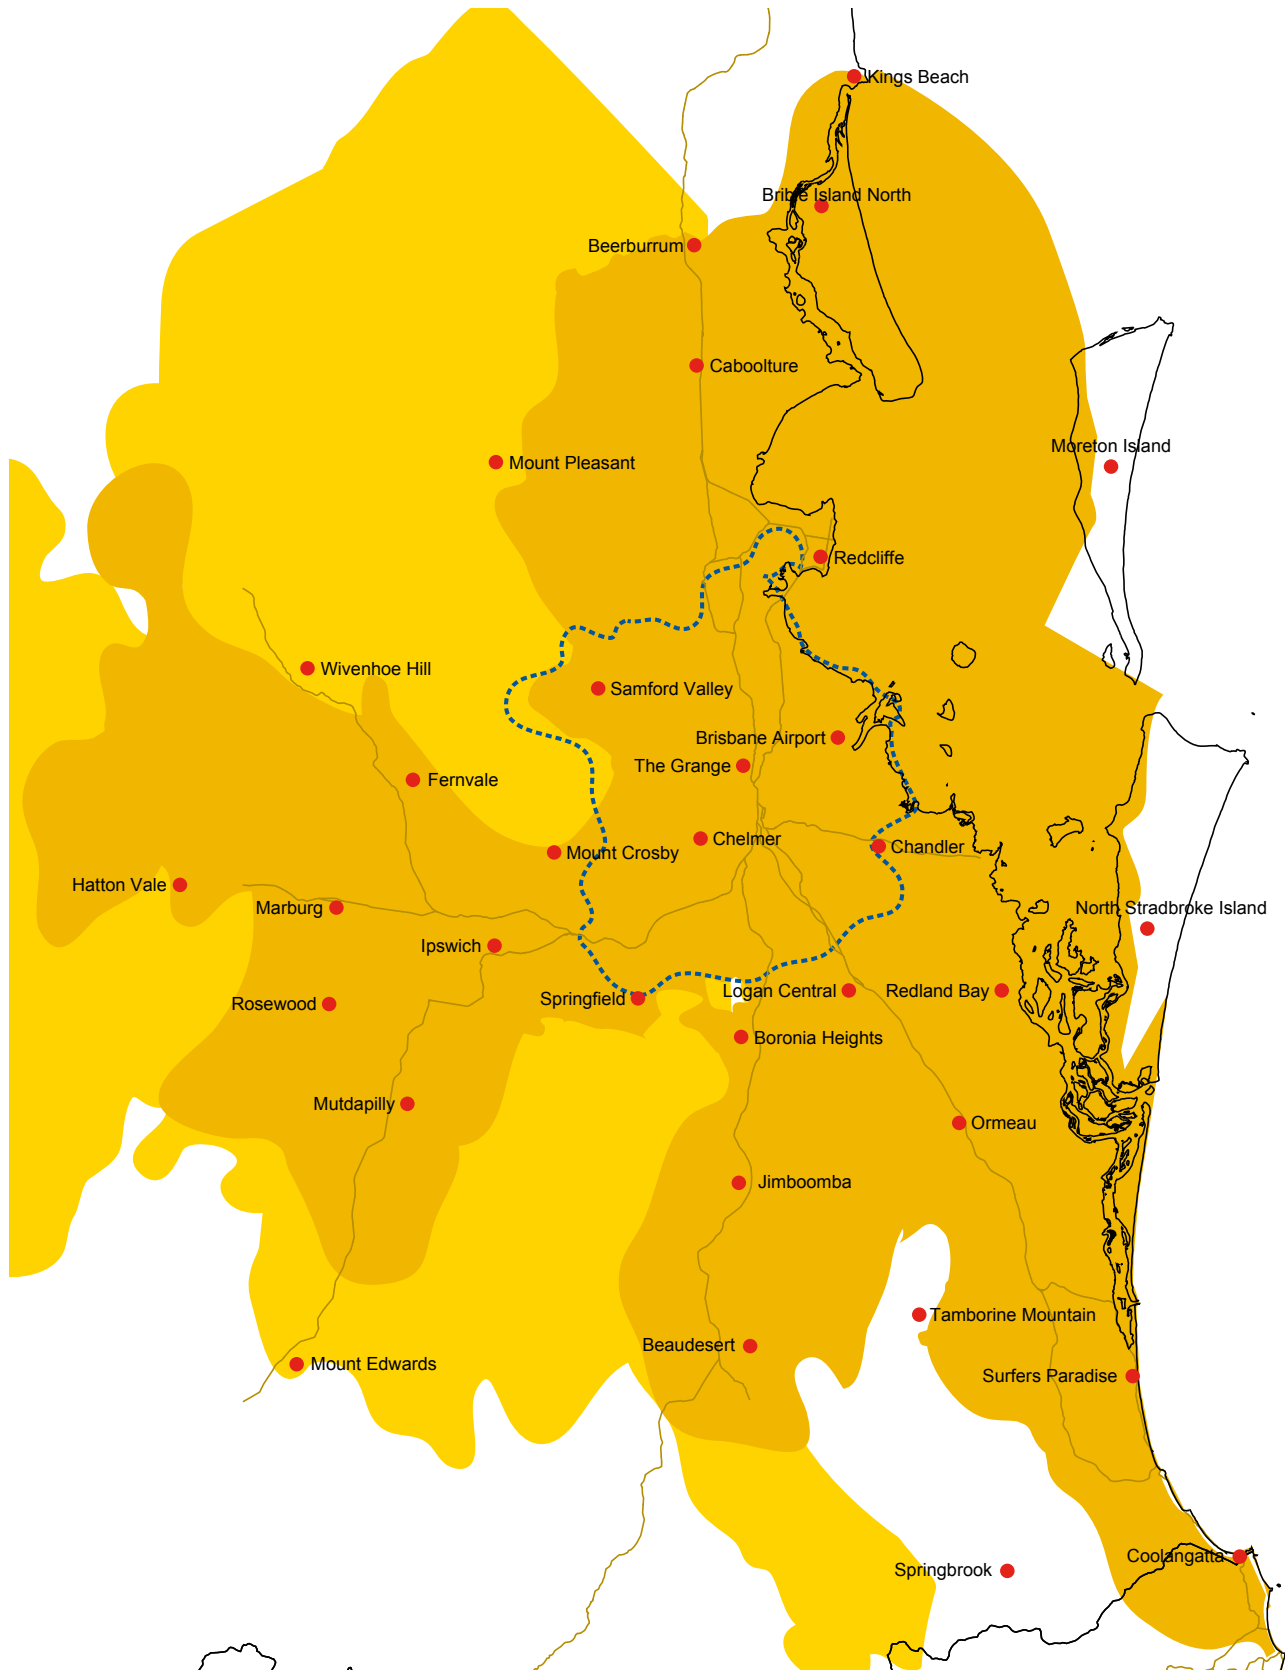 Kings Beach
Bribie Island North
Beerburrum
Caboolture
Moreton Island
Mount Pleasant
Redcliffe
Wivenhoe Hill
Samford Valley
Brisbane Airport
The Grange
Fernvale
Chelmer
Chandler
Mount Crosby
Hatton Vale
Marburg
North Stradbroke Island
Ipswich
Springfield
Logan Central
Redland Bay
Rosewood
Boronia Heights
Mutdapilly
Ormeau
Jimboomba
Tamborine Mountain
Beaudesert
Mount Edwards
Surfers Paradise
Coolangatta
Springbrook